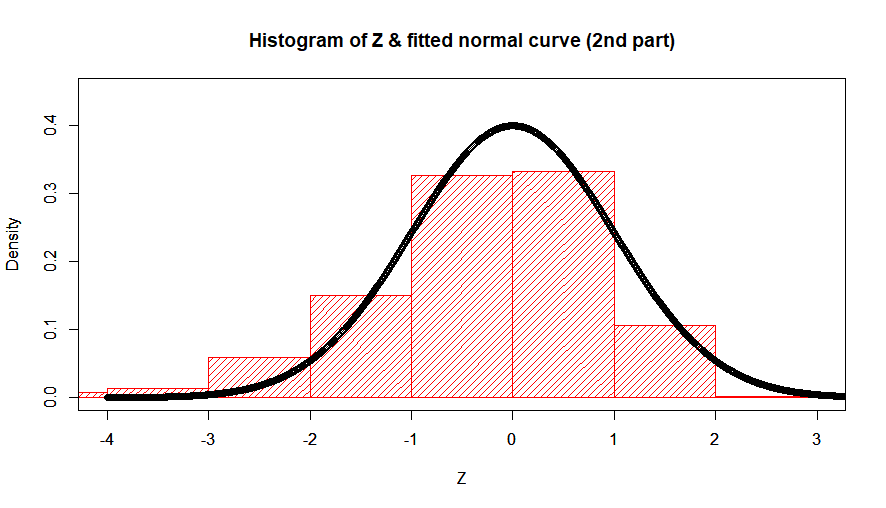 Histogram of Z & fitted normal curve (2nd part)
Density
0.4
0.3
0.2
0.1
0.0
-4 -3 -2 -1 0 1 2 3
Z